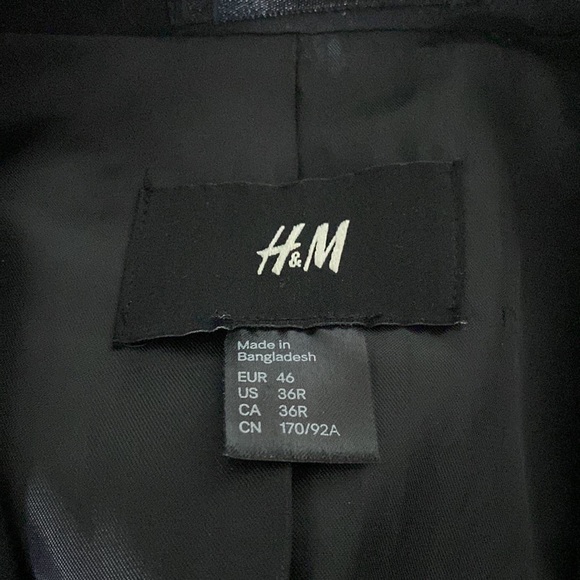 H&M
Made in
Bangladesh
EUR 46
US 36R
CA 36R
CN 170/92A